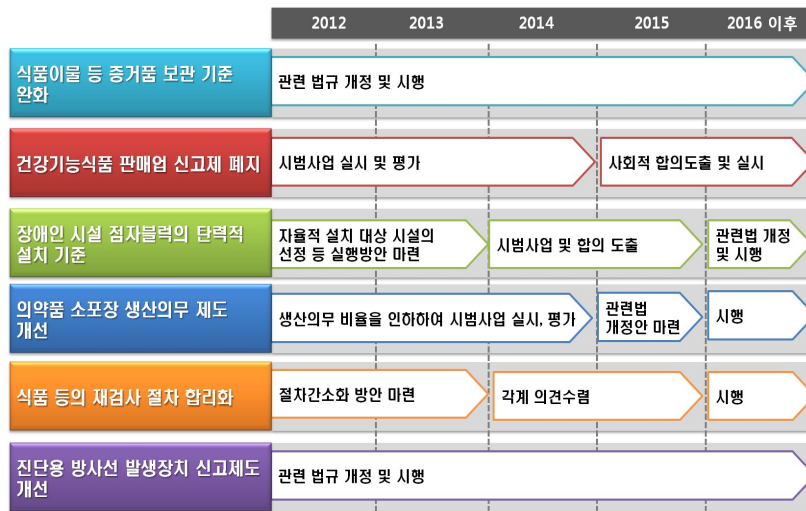 2012 2013 2014 2015 2016 이후
식품이물 등 증거품 보관 기준
완화
관련 법규 개정 및 시행
건강기능식품 판매업 신고제 폐지
시범사업 실시 및 평가
사회적 합의도출 및 실시
장애인 시설 점자블럭의 단력적
설치 기준
자율적 설치 대상 시설의
선정 등 실행방안 마련
시범사업 및 합의 도출
관련법 개정
및 시행
의약품 소포장 생산의무 제도
개선
생산의무 비율을 인하하여 시범사업 실시, 평가
관련법
개정안 마련
시행
식품 등의 재검사 절차 합리화
절차간소화 방안 마련
각계 의견수렴
시행
진단용 방사선 발생장치 신고제도
개선
관련 법규 개정 및 시행